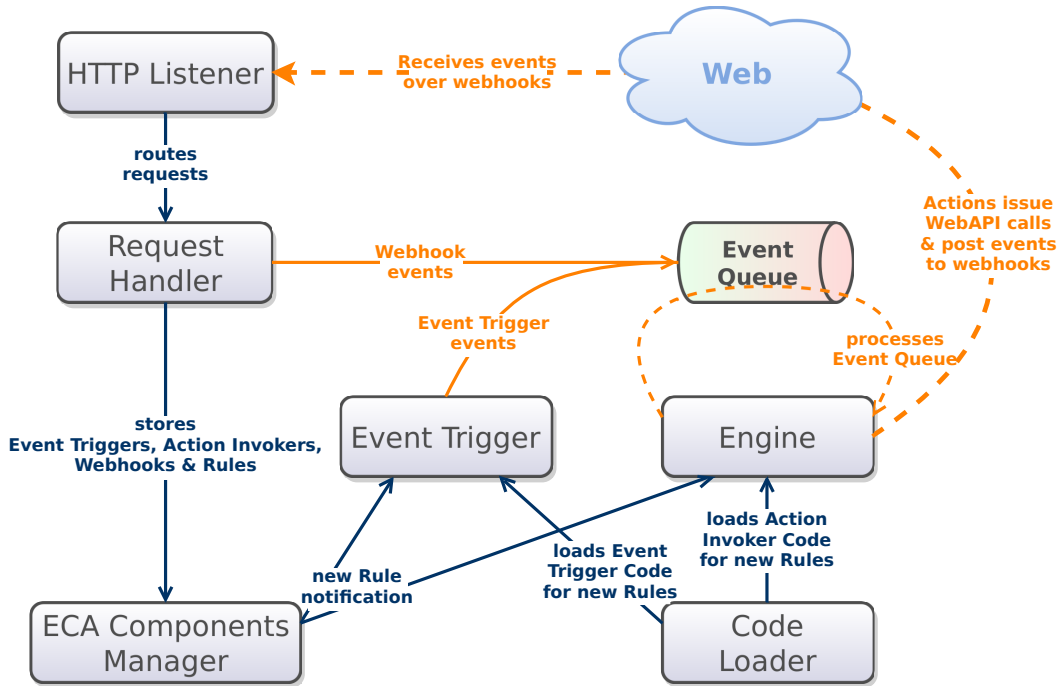 HTTP Listener
Receives events
over webhooks
Web
routes
requests
Actions issue
WebAPI calls
& post events
to webhooks
Request
Handler
Webhook
events
Event
Queue
Event Trigger
events
processes
Event Queue
stores
Event Triggers, Action Invokers,
Webhooks & Rules
Event Trigger
Engine
new Rule
notification
loads Event
Trigger Code
for new Rules
loads Action
Invoker Code
for new Rules
ECA Components
Manager
Code
Loader